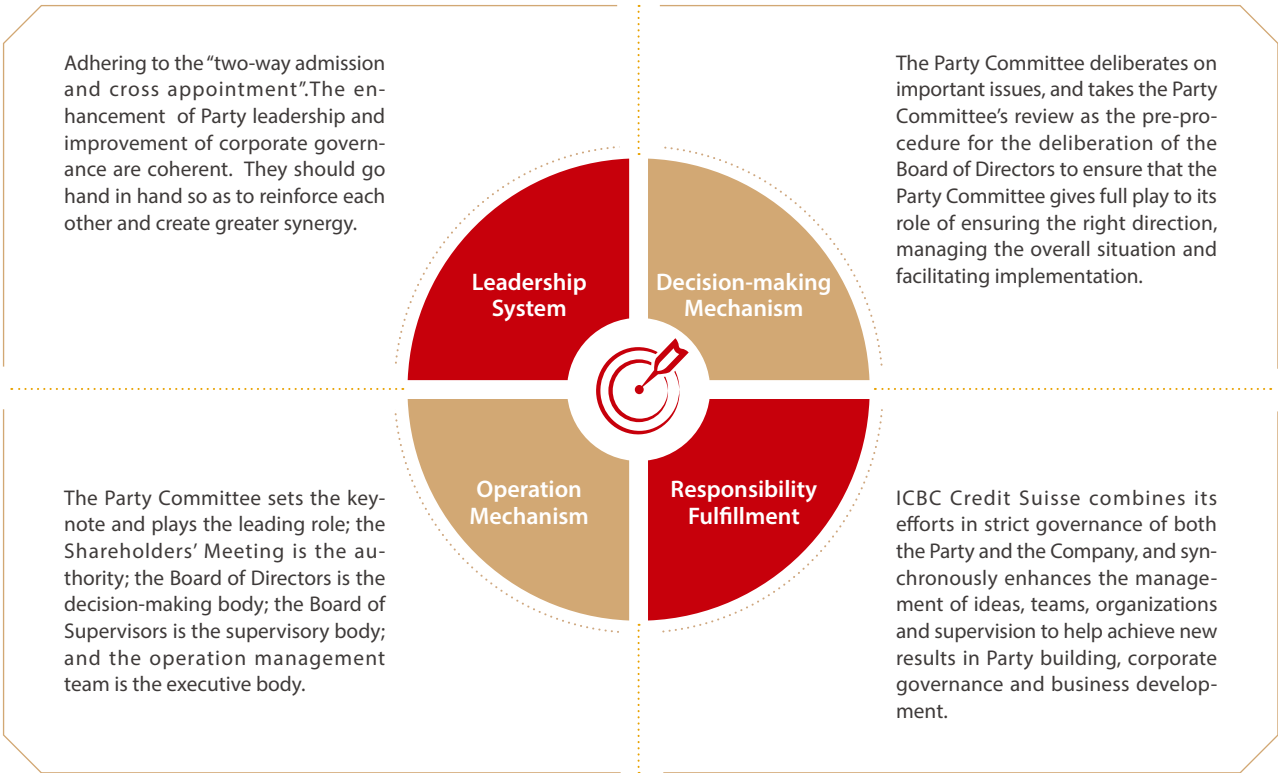 Adhering to the “two-way admission
and cross appointment”.The en-
hancement of Party leadership and
improvement of corporate govern-
ance are coherent. They should go
hand in hand so as to reinforce each
other and create greater synergy.
The Party Committee deliberates on
important issues, and takes the Party
Committee’s review as the pre-pro-
cedure for the deliberation of the
Board of Directors to ensure that the
Party Committee gives full play to its
role of ensuring the right direction,
managing the overall situation and
facilitating implementation.
Leadership
System
Decision-making
Mechanism
Operation
Mechanism
Responsibility
Fulfillment
The Party Committee sets the key-
note and plays the leading role; the
Shareholders’ Meeting is the au-
thority; the Board of Directors is the
decision-making body; the Board of
Supervisors is the supervisory body;
and the operation management
team is the executive body.
ICBC Credit Suisse combines its
efforts in strict governance of both
the Party and the Company, and syn-
chronously enhances the manage-
ment of ideas, teams, organizations
and supervision to help achieve new
results in Party building, corporate
governance and business develop-
ment.